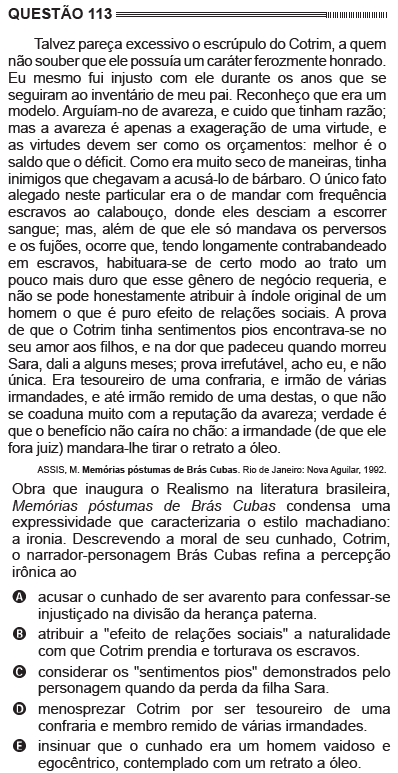 QUESTÃO 113
Talvez pareça excessivo o escrúpulo do Cotrim, a quem
não souber que ele possuía um caráter ferozmente honrado.
Eu mesmo fui injusto com ele durante os anos que se
seguiram ao inventário de meu pai. Reconheço que era um
modelo. Arguíam-no de avareza, e cuido que tinham razão;
mas a avareza é apenas a exageração de uma virtude, e
as virtudes devem ser como os orçamentos: melhor é o
saldo que o déficit. Como era muito seco de maneiras, tinha
inimigos que chegavam a acusá-lo de bárbaro. O único fato
alegado neste particular era o de mandar com frequência
escravos ao calabouço, donde eles desciam a escorrer
sangue; mas, além de que ele só mandava os perversos
e os fujões, ocorre que, tendo longamente contrabandeado
em escravos, habituara-se de certo modo ao trato um
pouco mais duro que esse gênero de negócio requeria, e
não se pode honestamente atribuir à índole original de um
homem o que é puro efeito de relações sociais. A prova
de que o Cotrim tinha sentimentos pios encontrava-se no
seu amor aos filhos, e na dor que padeceu quando morreu
Sara, dali a alguns meses; prova irrefutável, acho eu, e não
única. Era tesoureiro de uma confraria, e irmão de várias
irmandades, e até irmão remido de uma destas, o que não
se coaduna muito com a reputação da avareza; verdade é
que o benefício não caíra no chão: a irmandade (de que ele
fora juiz) mandara-lhe tirar o retrato a óleo.
ASSIS, M. Memórias póstumas de Brás Cubas. Rio de Janeiro: Nova Aguilar, 1992.
Obra que inaugura o Realismo na literatura brasileira,
Memórias póstumas de Brás Cubas condensa uma
expressividade que caracterizaria o estilo machadiano:
a ironia. Descrevendo a moral de seu cunhado, Cotrim,
o narrador-personagem Brás Cubas refina a percepção
irônica ao
A acusar o cunhado de ser avarento para confessar-se
injustiçado na divisão da herança paterna.
B atribuir a "efeito de relações sociais" a naturalidade
com que Cotrim prendia e torturava os escravos.
C considerar os "sentimentos pios" demonstrados pelo
personagem quando da perda da filha Sara.
D menosprezar Cotrim por ser tesoureiro de uma
confraria e membro remido de várias irmandades.
E insinuar que o cunhado era um homem vaidoso e
egocêntrico, contemplado com um retrato a óleo.